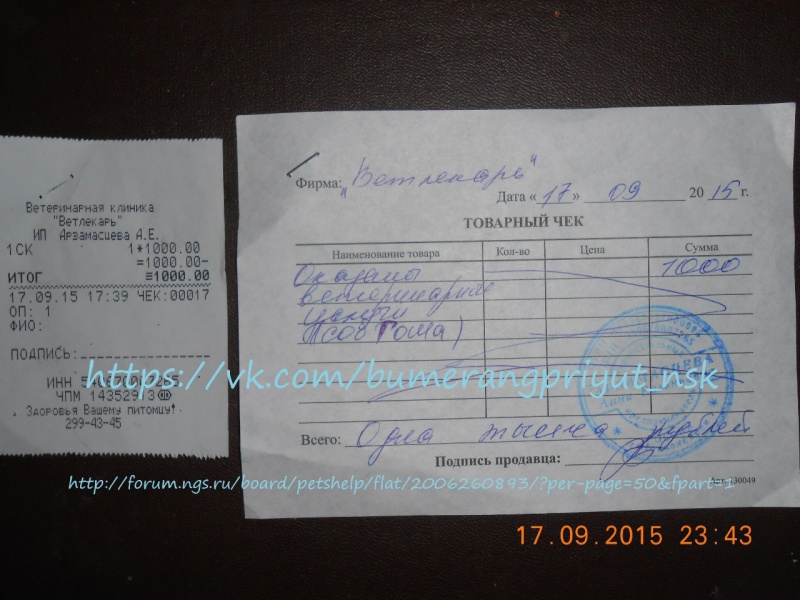 Ветеринарная клиника
"Ветлекарь"
ИП Арзамасцева А.Е.
1СК 1*1000.00
=1000.00-
ИТОГ ≡1000.00
17.09.15 17:39 ЧЕК:00017
ОП: 1
ФИО:
ПОДПИСЬ:
ИНН
ЧПМ
Здоровья Вашему питомцу!
299-43-45
Фирма: "Ветлекарь"
Дата «17» 09 2015 г.
ТОВАРНЫЙ ЧЕК
Наименование товара Кол-во Цена Сумма
Оказаны 1000
ветеринарные
услуги
Всего: Одна тысяча рублей
Подпись продавца:
130049
https://vk.com/bumerangpriyut_nsk
http://forum.ngs.ru/board/petshelp/flat/2006260893/?per-page=50&fpart=1
17.09.2015 23:43